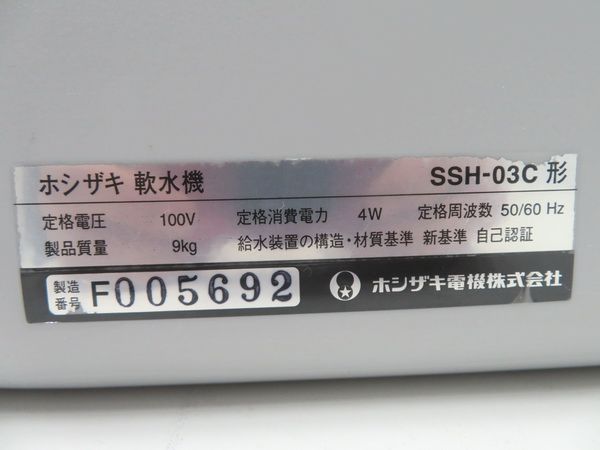 ホシザキ 軟水機 SSH-03C 形
定格電圧 100V 定格消費電力 4W 定格周波数 50/60 Hz
製品質量 9kg 給水装置の構造・材質基準 新基準 自己認証
製造番号 F005692 ホシザキ電機株式会社